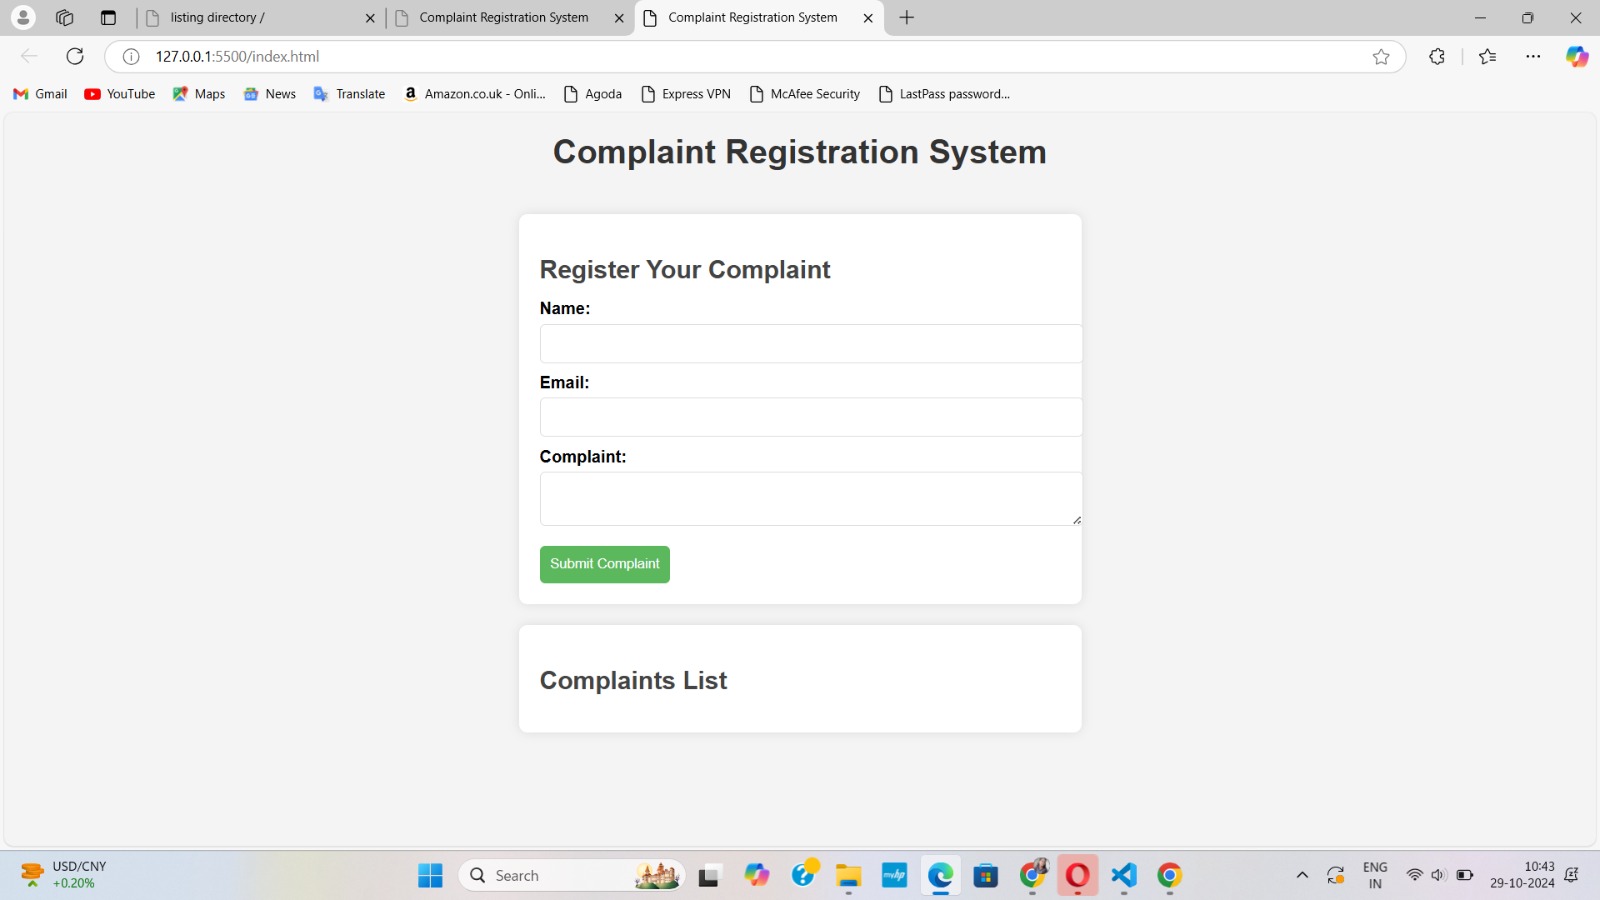 listing directory /
Complaint Registration System
Complaint Registration System
127.0.0.1:5500/index.html
Gmail
YouTube
Maps
News
Translate
Amazon.co.uk - Onli...
Agoda
Express VPN
McAfee Security
LastPass password...
Complaint Registration System
Register Your Complaint
Name:
Email:
Complaint:
Submit Complaint
Complaints List
USD/CNY
+0.20%
Search
myhp
ENG
IN
10:43
29-10-2024